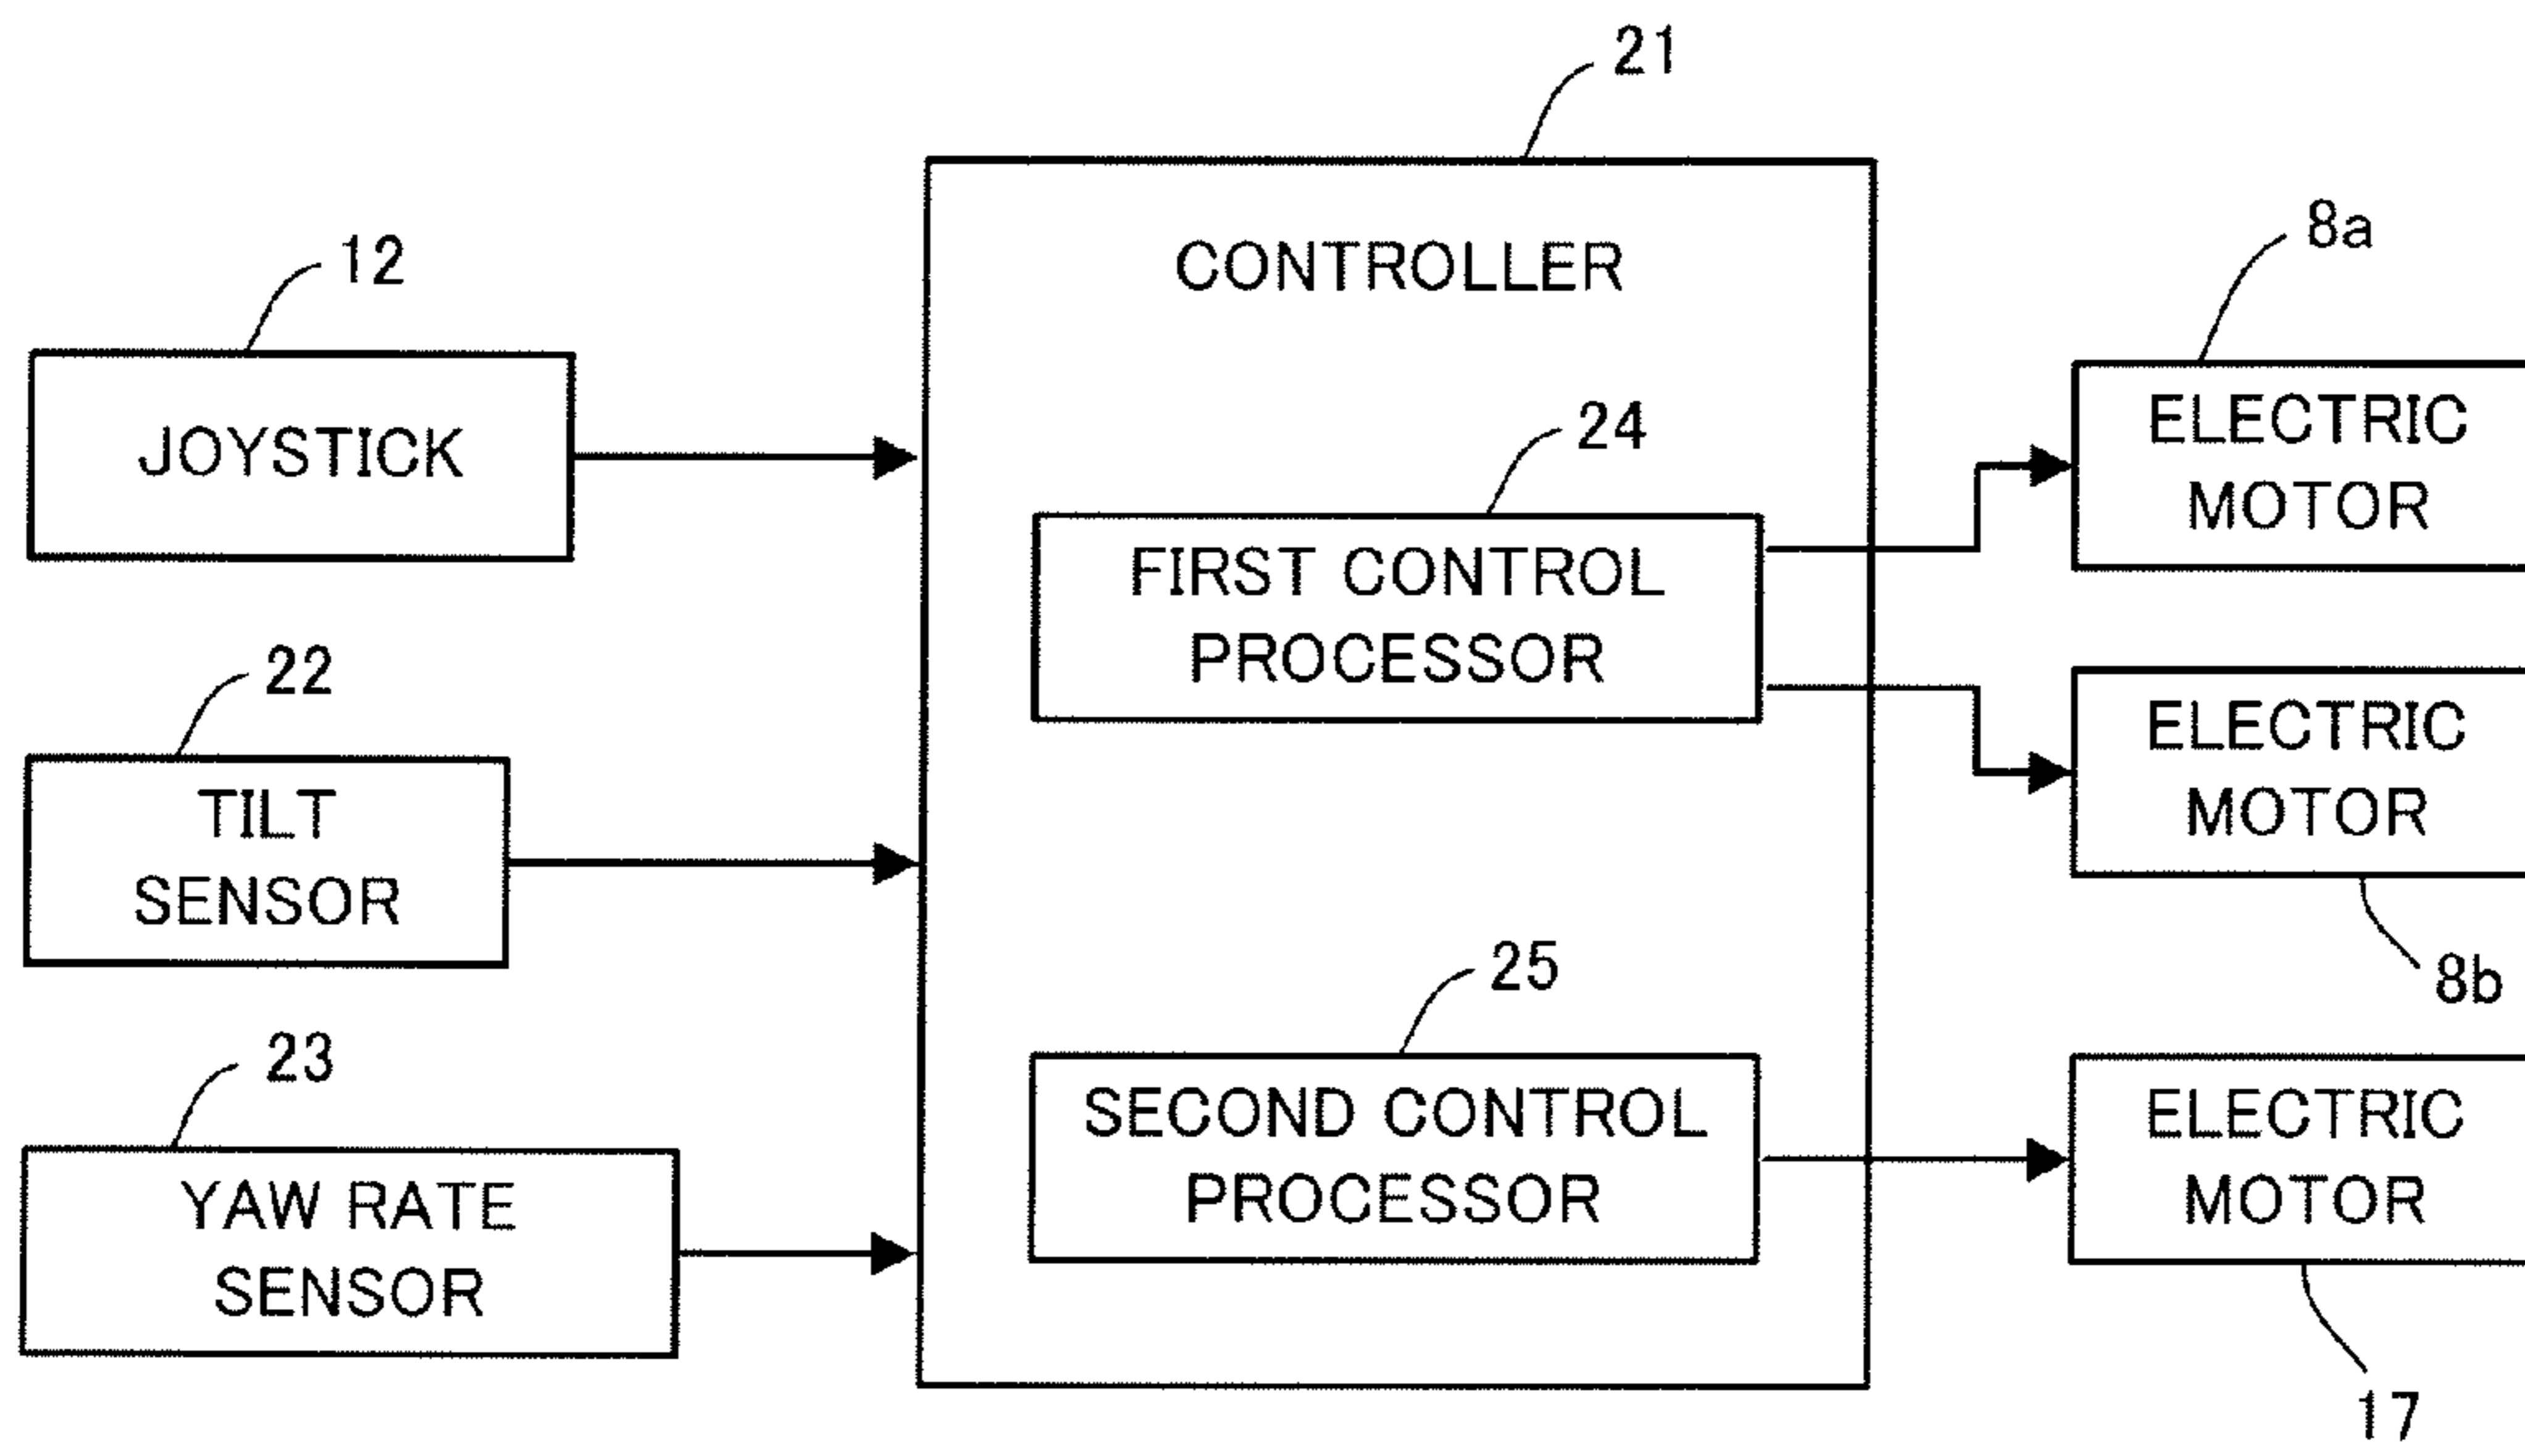 21
CONTROLLER
12
JOYSTICK
8a
ELECTRIC
MOTOR
24
FIRST CONTROL
PROCESSOR
22
TILT
SENSOR
ELECTRIC
MOTOR
8b
25
SECOND CONTROL
PROCESSOR
23
YAW RATE
SENSOR
ELECTRIC
MOTOR
17